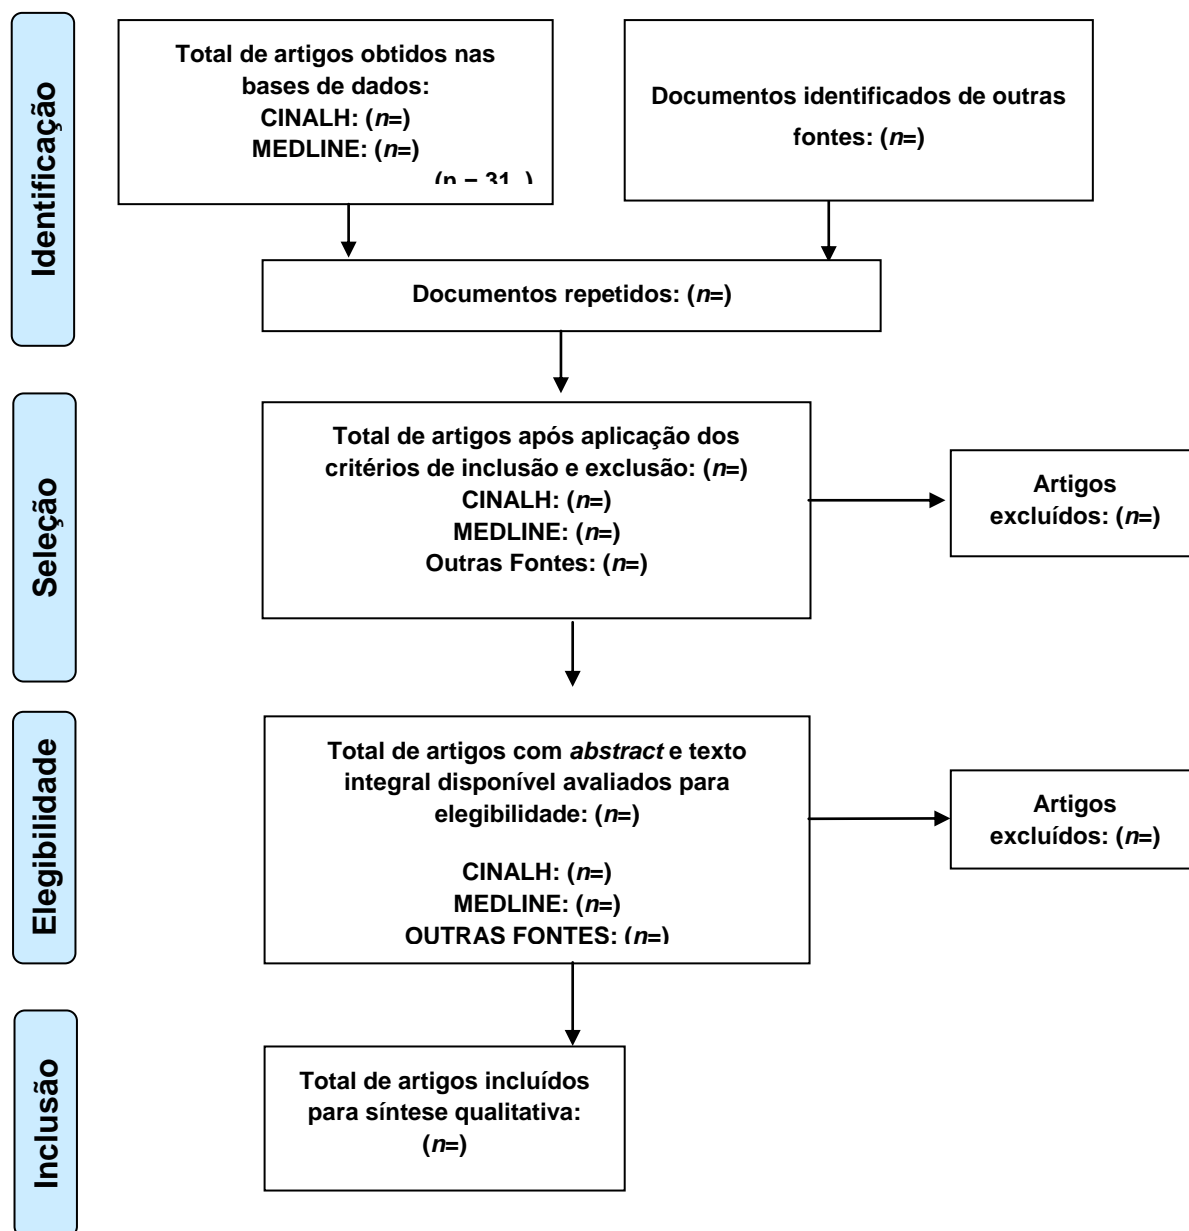 Identificação
Total de artigos obtidos nas
bases de dados:
CINALH: (n=)
MEDLINE: (n=)
(n = 31 )
Documentos identificados de outras
fontes: (n=)
Documentos repetidos: (n=)
Seleção
Total de artigos após aplicação dos
critérios de inclusão e exclusão: (n=)
CINALH: (n=)
MEDLINE: (n=)
Outras Fontes: (n=)
Artigos
excluídos: (n=)
Elegibilidade
Total de artigos com abstract e texto
integral disponível avaliados para
elegibilidade: (n=)
CINALH: (n=)
MEDLINE: (n=)
OUTRAS FONTES: (n=)
Artigos
excluídos: (n=)
Inclusão
Total de artigos incluídos
para síntese qualitativa:
(n=)